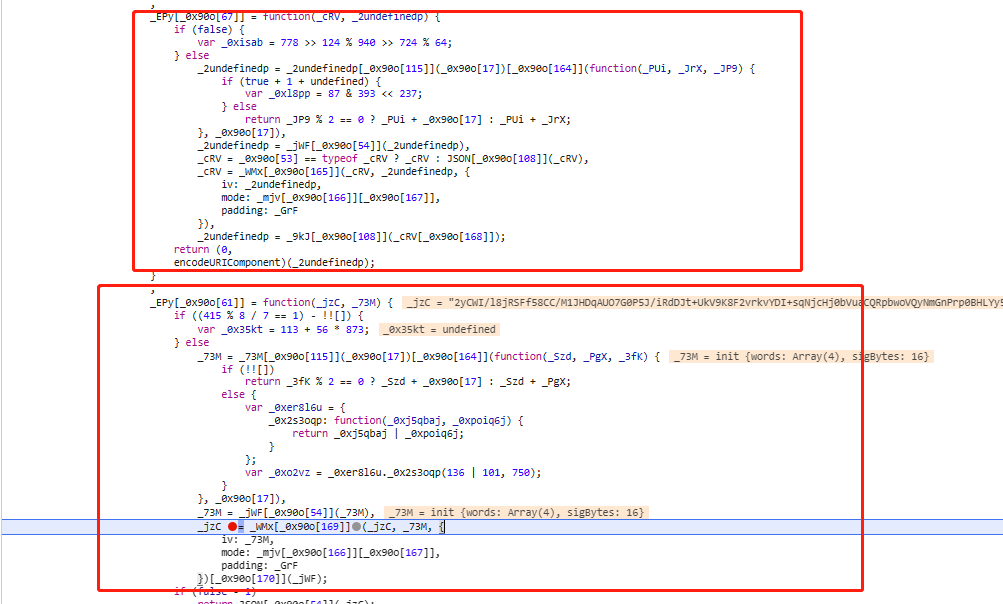 _EPy[_0x90o[67]] = function(_cRV, _2undefinedp) {
if (false) {
var _0xisab = 778 >> 124 % 940 >> 724 % 64;
} else
_2undefinedp = _2undefinedp[_0x90o[115]](_0x90o[17])[_0x90o[164]](function(_PUi, _JrX, _JP9) {
if (true + 1 + undefined) {
var _0xl8pp = 87 & 393 << 237;
} else
return _JP9 % 2 == 0 ? _PUi + _0x90o[17] : _PUi + _JrX;
}, _0x90o[17]),
_2undefinedp = _jWF[_0x90o[54]](_2undefinedp),
_cRV = _0x90o[53] == typeof _cRV ? _cRV : JSON[_0x90o[108]](_cRV),
_cRV = _WMx[_0x90o[165]](_cRV, _2undefinedp, {
iv: _2undefinedp,
mode: _mjv[_0x90o[166]][_0x90o[167]],
padding: _GrF
}),
_2undefinedp = _9kJ[_0x90o[108]](_cRV[_0x90o[168]]);
return (0,
encodeURIComponent)(_2undefinedp);
}
;
_EPy[_0x90o[61]] = function(_jzC, _73M) { _jzC = "2yCWI/l8jRSFf58CC/M1JHDqAUO7G0P5J/iRdDJt+UkV9K8F2vrkvYDI+sqNjcHj0bVuaCQRpbwoVQyNmGnPrp0BHLYy5
if ((415 % 8 / 7 == 1) - !![]) {
var _0x35kt = 113 + 56 * 873; _0x35kt = undefined
} else
_73M = _73M[_0x90o[115]](_0x90o[17])[_0x90o[164]](function(_Szd, _PgX, _3fK) { _73M = init {words: Array(4), sigBytes: 16}
if (!![])
return _3fK % 2 == 0 ? _Szd + _0x90o[17] : _Szd + _PgX;
else {
var _0xer8l6u = {
_0x2s3oqp: function(_0xj5qbaj, _0xpoiq6j) {
return _0xj5qbaj | _0xpoiq6j;
}
};
var _0xo2vz = _0xer8l6u._0x2s3oqp(136 | 101, 750);
}
}, _0x90o[17]),
_73M = _jWF[_0x90o[54]](_73M), _73M = init {words: Array(4), sigBytes: 16}
_jzC = _WMx[_0x90o[169]](_jzC, _73M, {
iv: _73M,
mode: _mjv[_0x90o[166]][_0x90o[167]],
padding: _GrF
})[_0x90o[170]](_jWF);
if (false - 1)
return JSON[_0x90o[54]](_jzC);